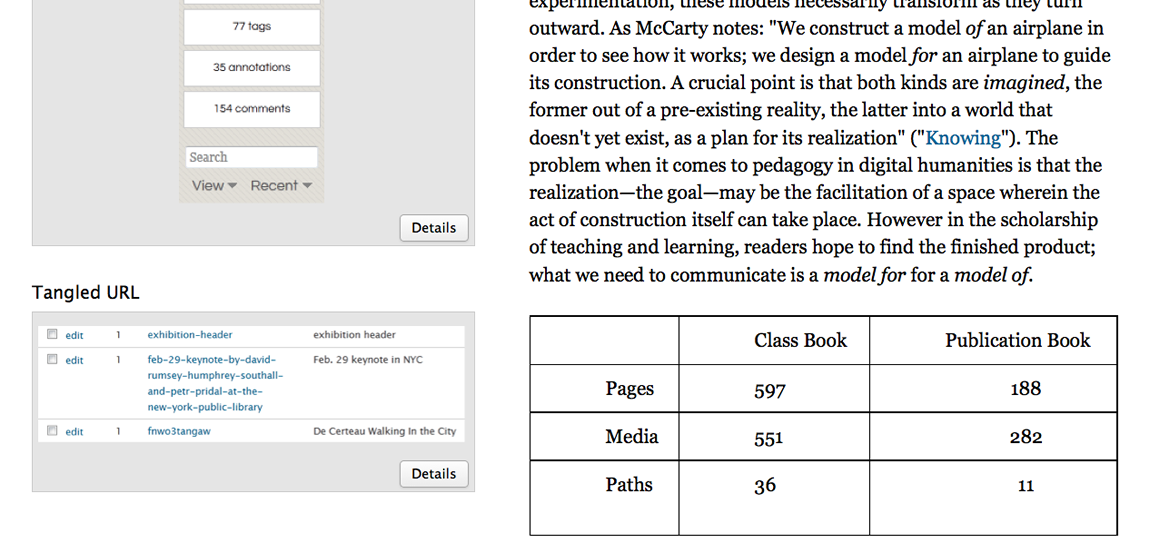 77 tags
35 annotations
154 comments
Search
View Recent
Details
Tangled URL
edit 1 exhibition-header exhibition header
edit 1 feb-29-keynote-by-david- Feb. 29 keynote in NYC
rumsey-humphrey-southall-
and-petr-pridal-at-the-
new-york-public-library
edit 1 fnwo3tangaw De Certeau Walking In the City
Details
experimentation, these models necessarily transform as they turn
outward. As McCarty notes: "We construct a model of an airplane in
order to see how it works; we design a model for an airplane to guide
its construction. A crucial point is that both kinds are imagined, the
former out of a pre-existing reality, the latter into a world that
doesn't yet exist, as a plan for its realization" ("Knowing"). The
problem when it comes to pedagogy in digital humanities is that the
realization—the goal—may be the facilitation of a space wherein the
act of construction itself can take place. However in the scholarship
of teaching and learning, readers hope to find the finished product;
what we need to communicate is a model for for a model of.
Class Book Publication Book
Pages 597 188
Media 551 282
Paths 36 11